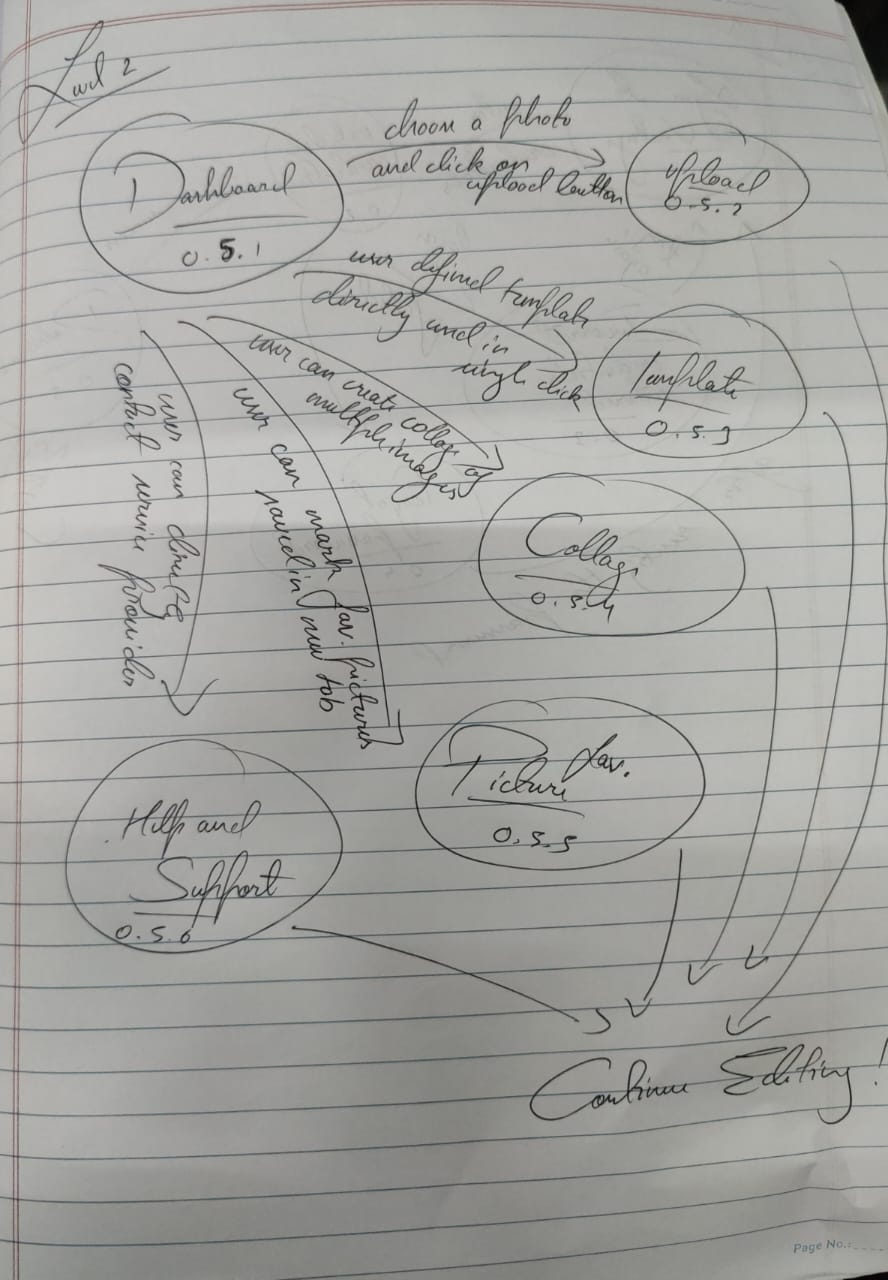 Level 2
Dashboard
0.5.1
choose a photo
and click on
upload button
Upload
0.5.2
user defined template
directly and in
single click
Template
0.5.3
user can create collage of
multiple images
Collage
0.5.4
user can mark fav. pictures
in new tab
Fav.
Picture
0.5.5
user can directly
contact service provider
Help and
Support
0.5.6
Continue Editing!
Page No.: